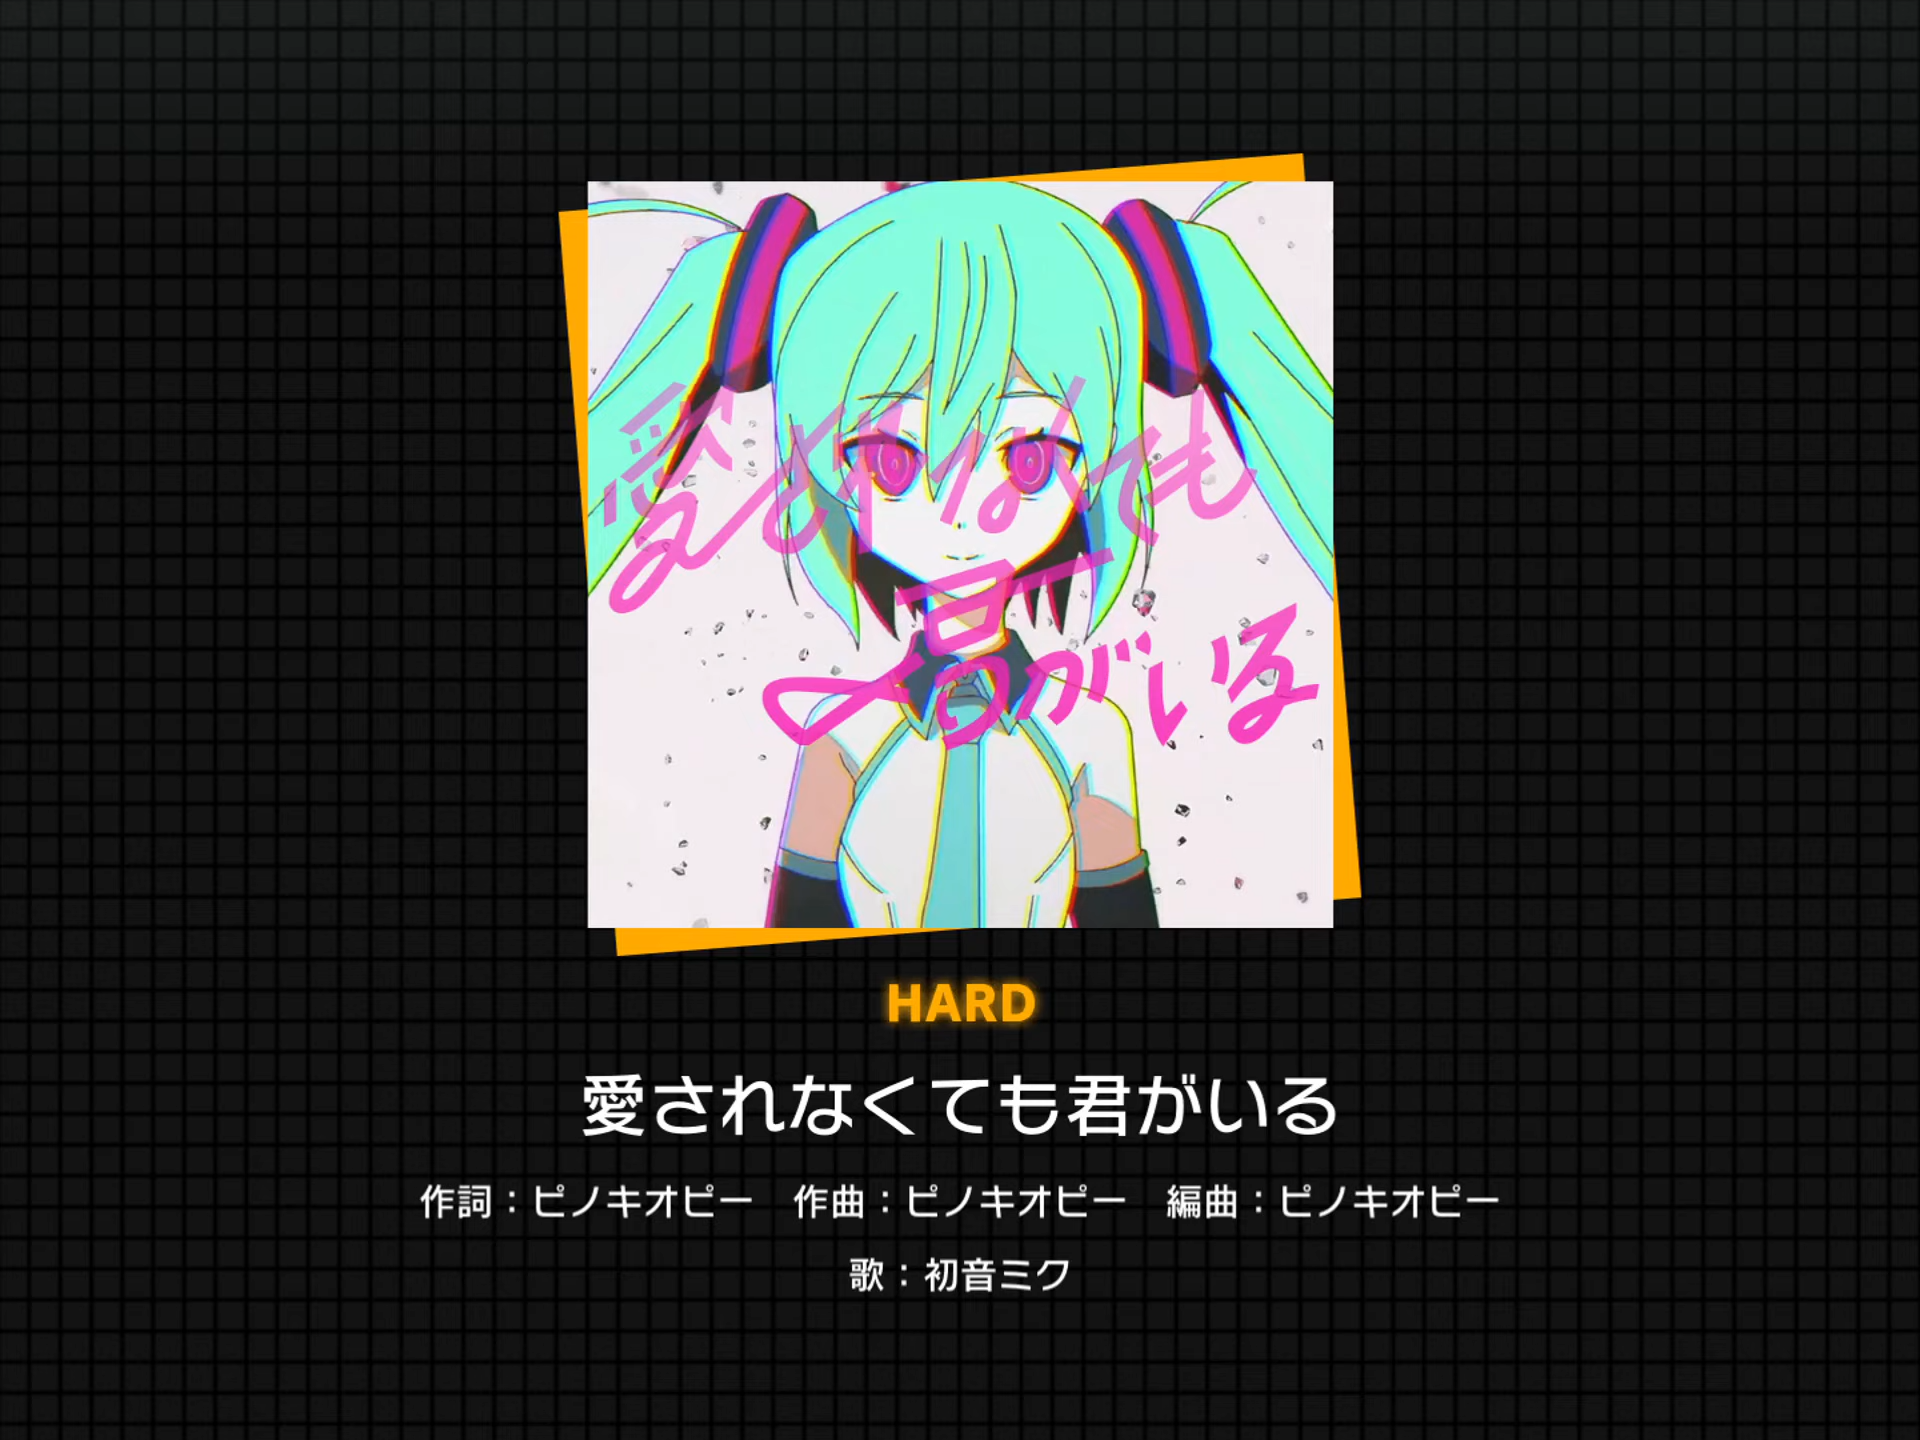 愛されなくても
君がいる
HARD
愛されなくても君がいる
作詞：ピノキオピー　作曲：ピノキオピー　編曲：ピノキオピー
歌：初音ミク